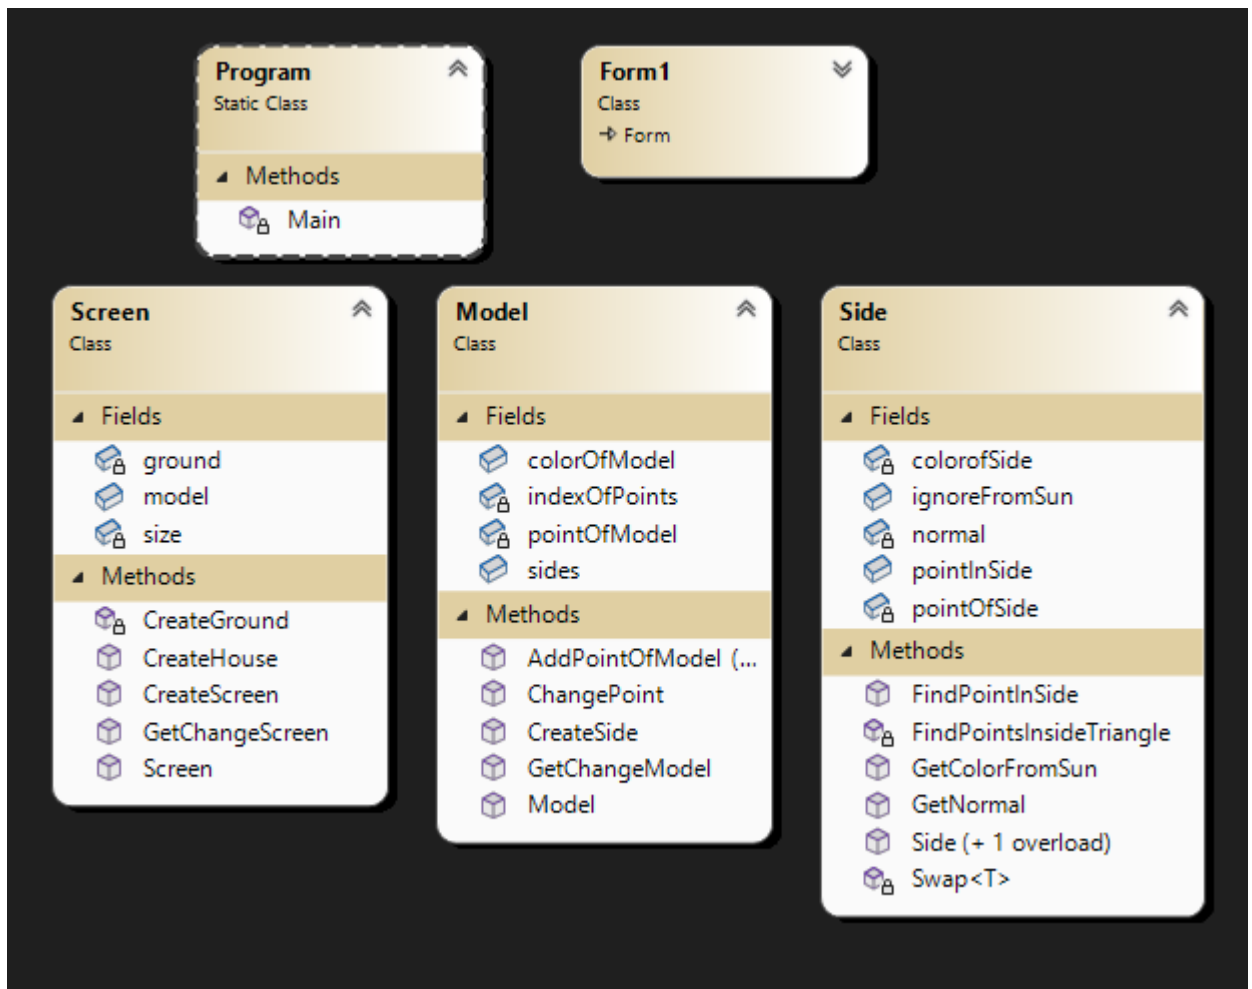 Program
Static Class
Methods
Main
Form1
Class
Form
Screen
Class
Fields
ground
model
size
Methods
CreateGround
CreateHouse
CreateScreen
GetChangeScreen
Screen
Model
Class
Fields
colorOfModel
indexOfPoints
pointOfModel
sides
Methods
AddPointOfModel (...
ChangePoint
CreateSide
GetChangeModel
Model
Side
Class
Fields
colorofSide
ignoreFromSun
normal
pointInSide
pointOfSide
Methods
FindPointInSide
FindPointsInsideTriangle
GetColorFromSun
GetNormal
Side (+ 1 overload)
Swap<T>